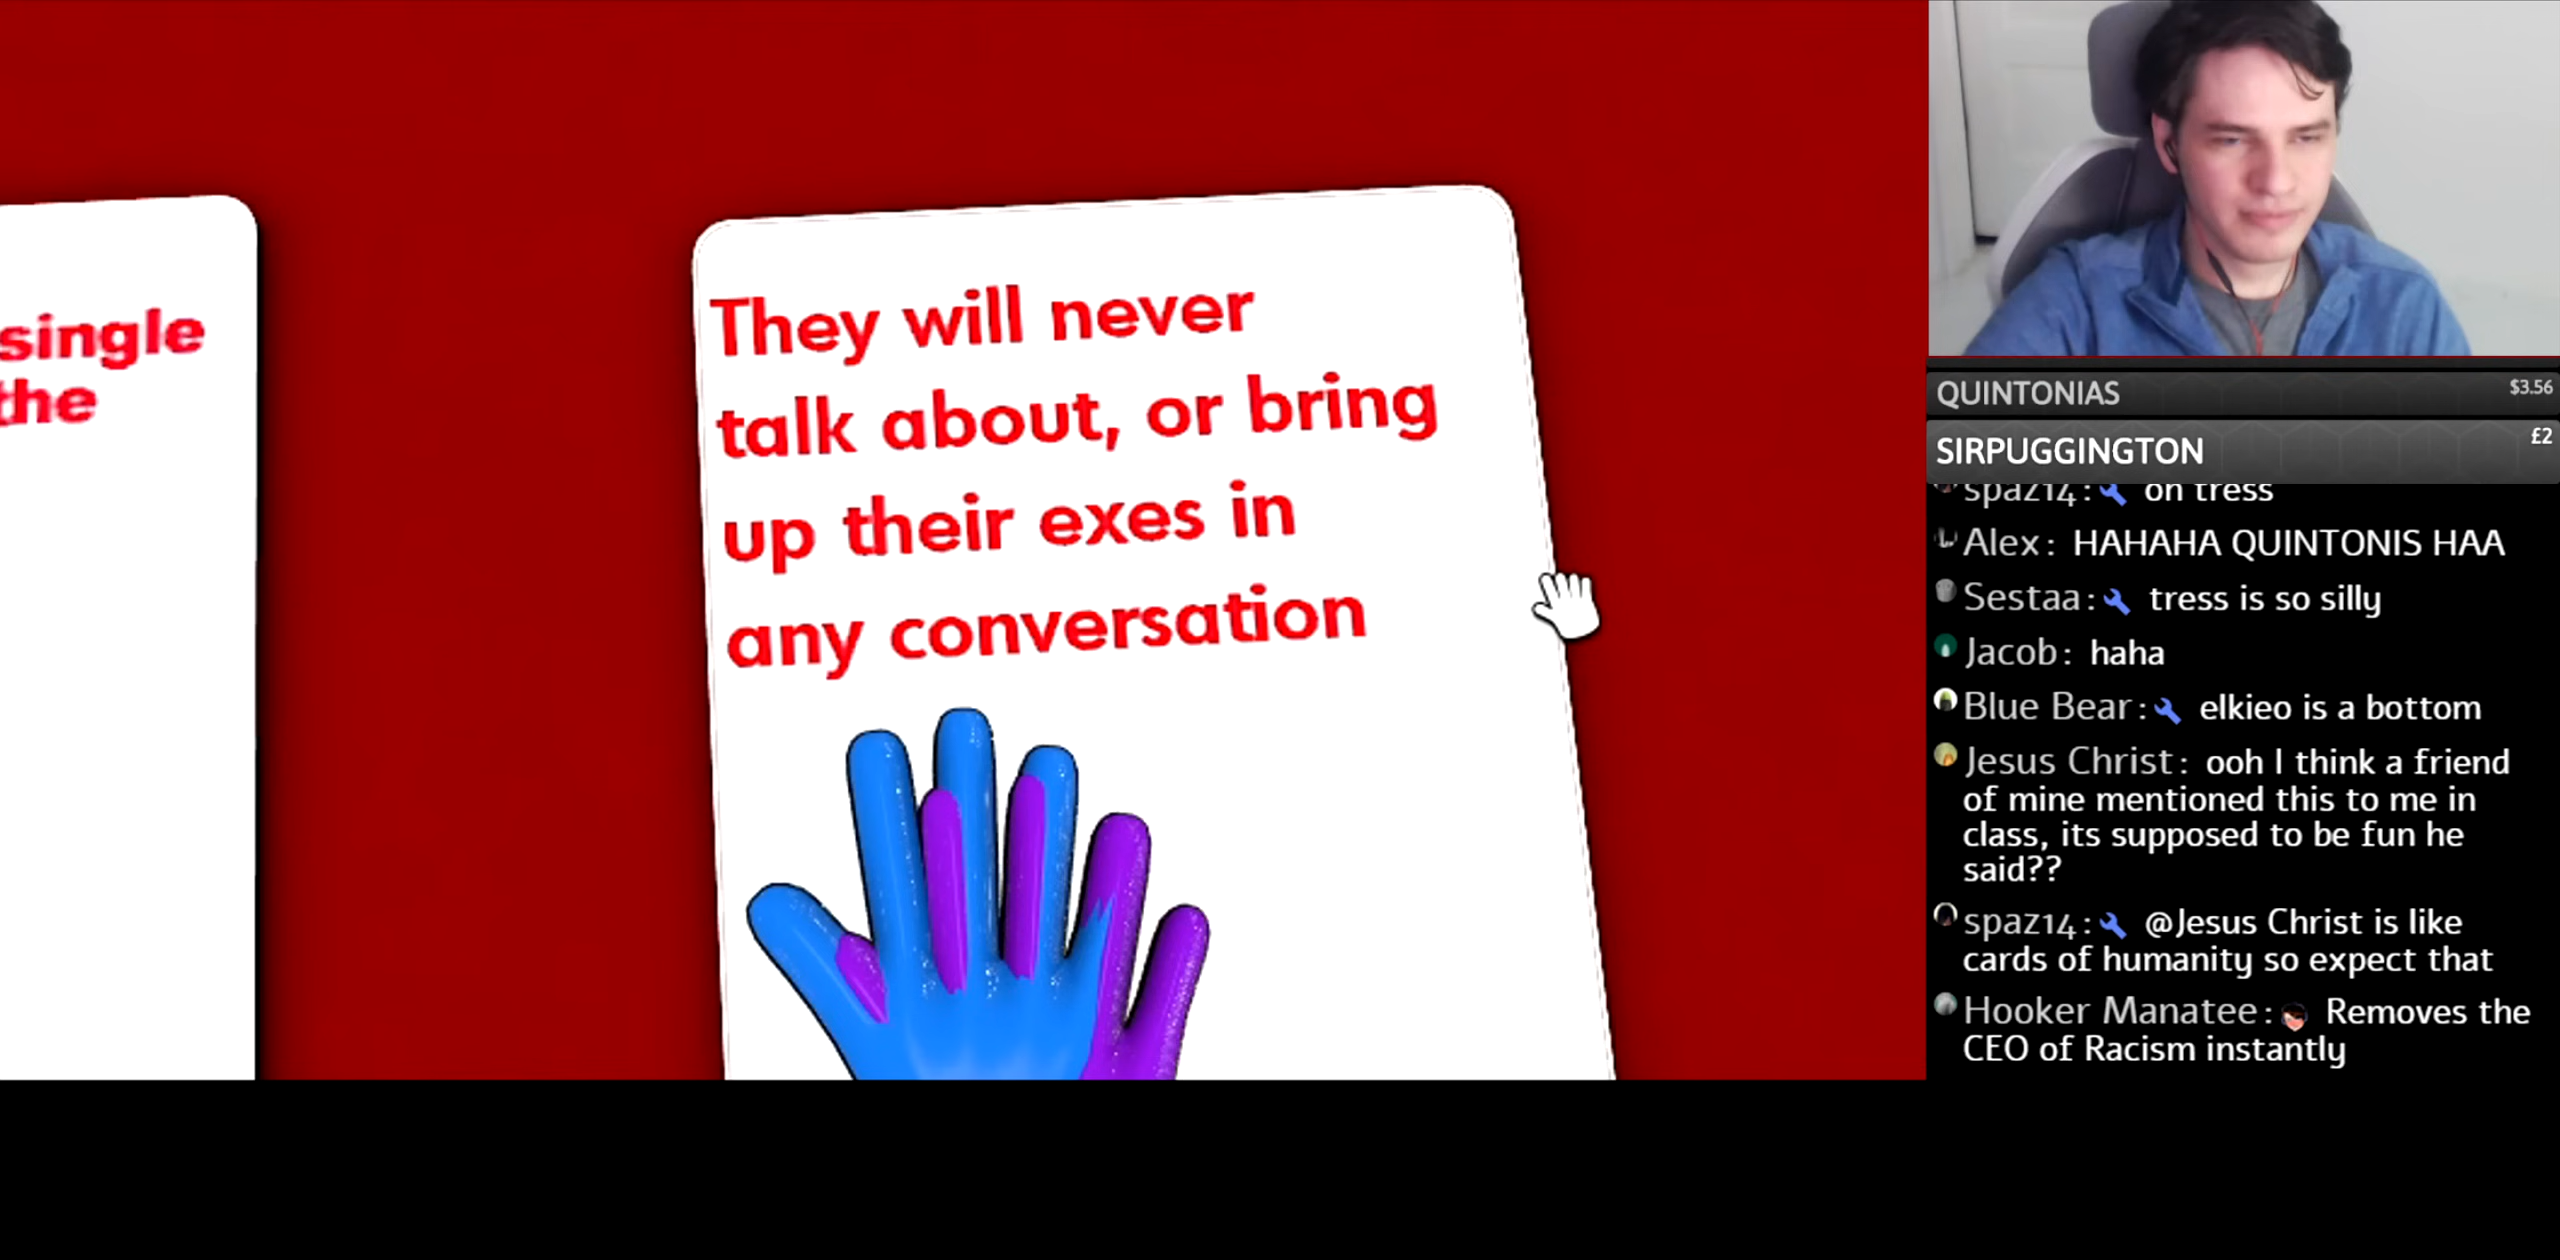 single
the
They will never
talk about, or bring
up their exes in
any conversation
QUINTONIAS $3.56
SIRPUGGINGTON £2
spaz14: on tress
Alex: HAHAHA QUINTONIS HAA
Sestaa: tress is so silly
Jacob: haha
Blue Bear: elkieo is a bottom
Jesus Christ: ooh I think a friend
of mine mentioned this to me in
class, its supposed to be fun he
said??
spaz14: @Jesus Christ is like
cards of humanity so expect that
Hooker Manatee: Removes the
CEO of Racism instantly